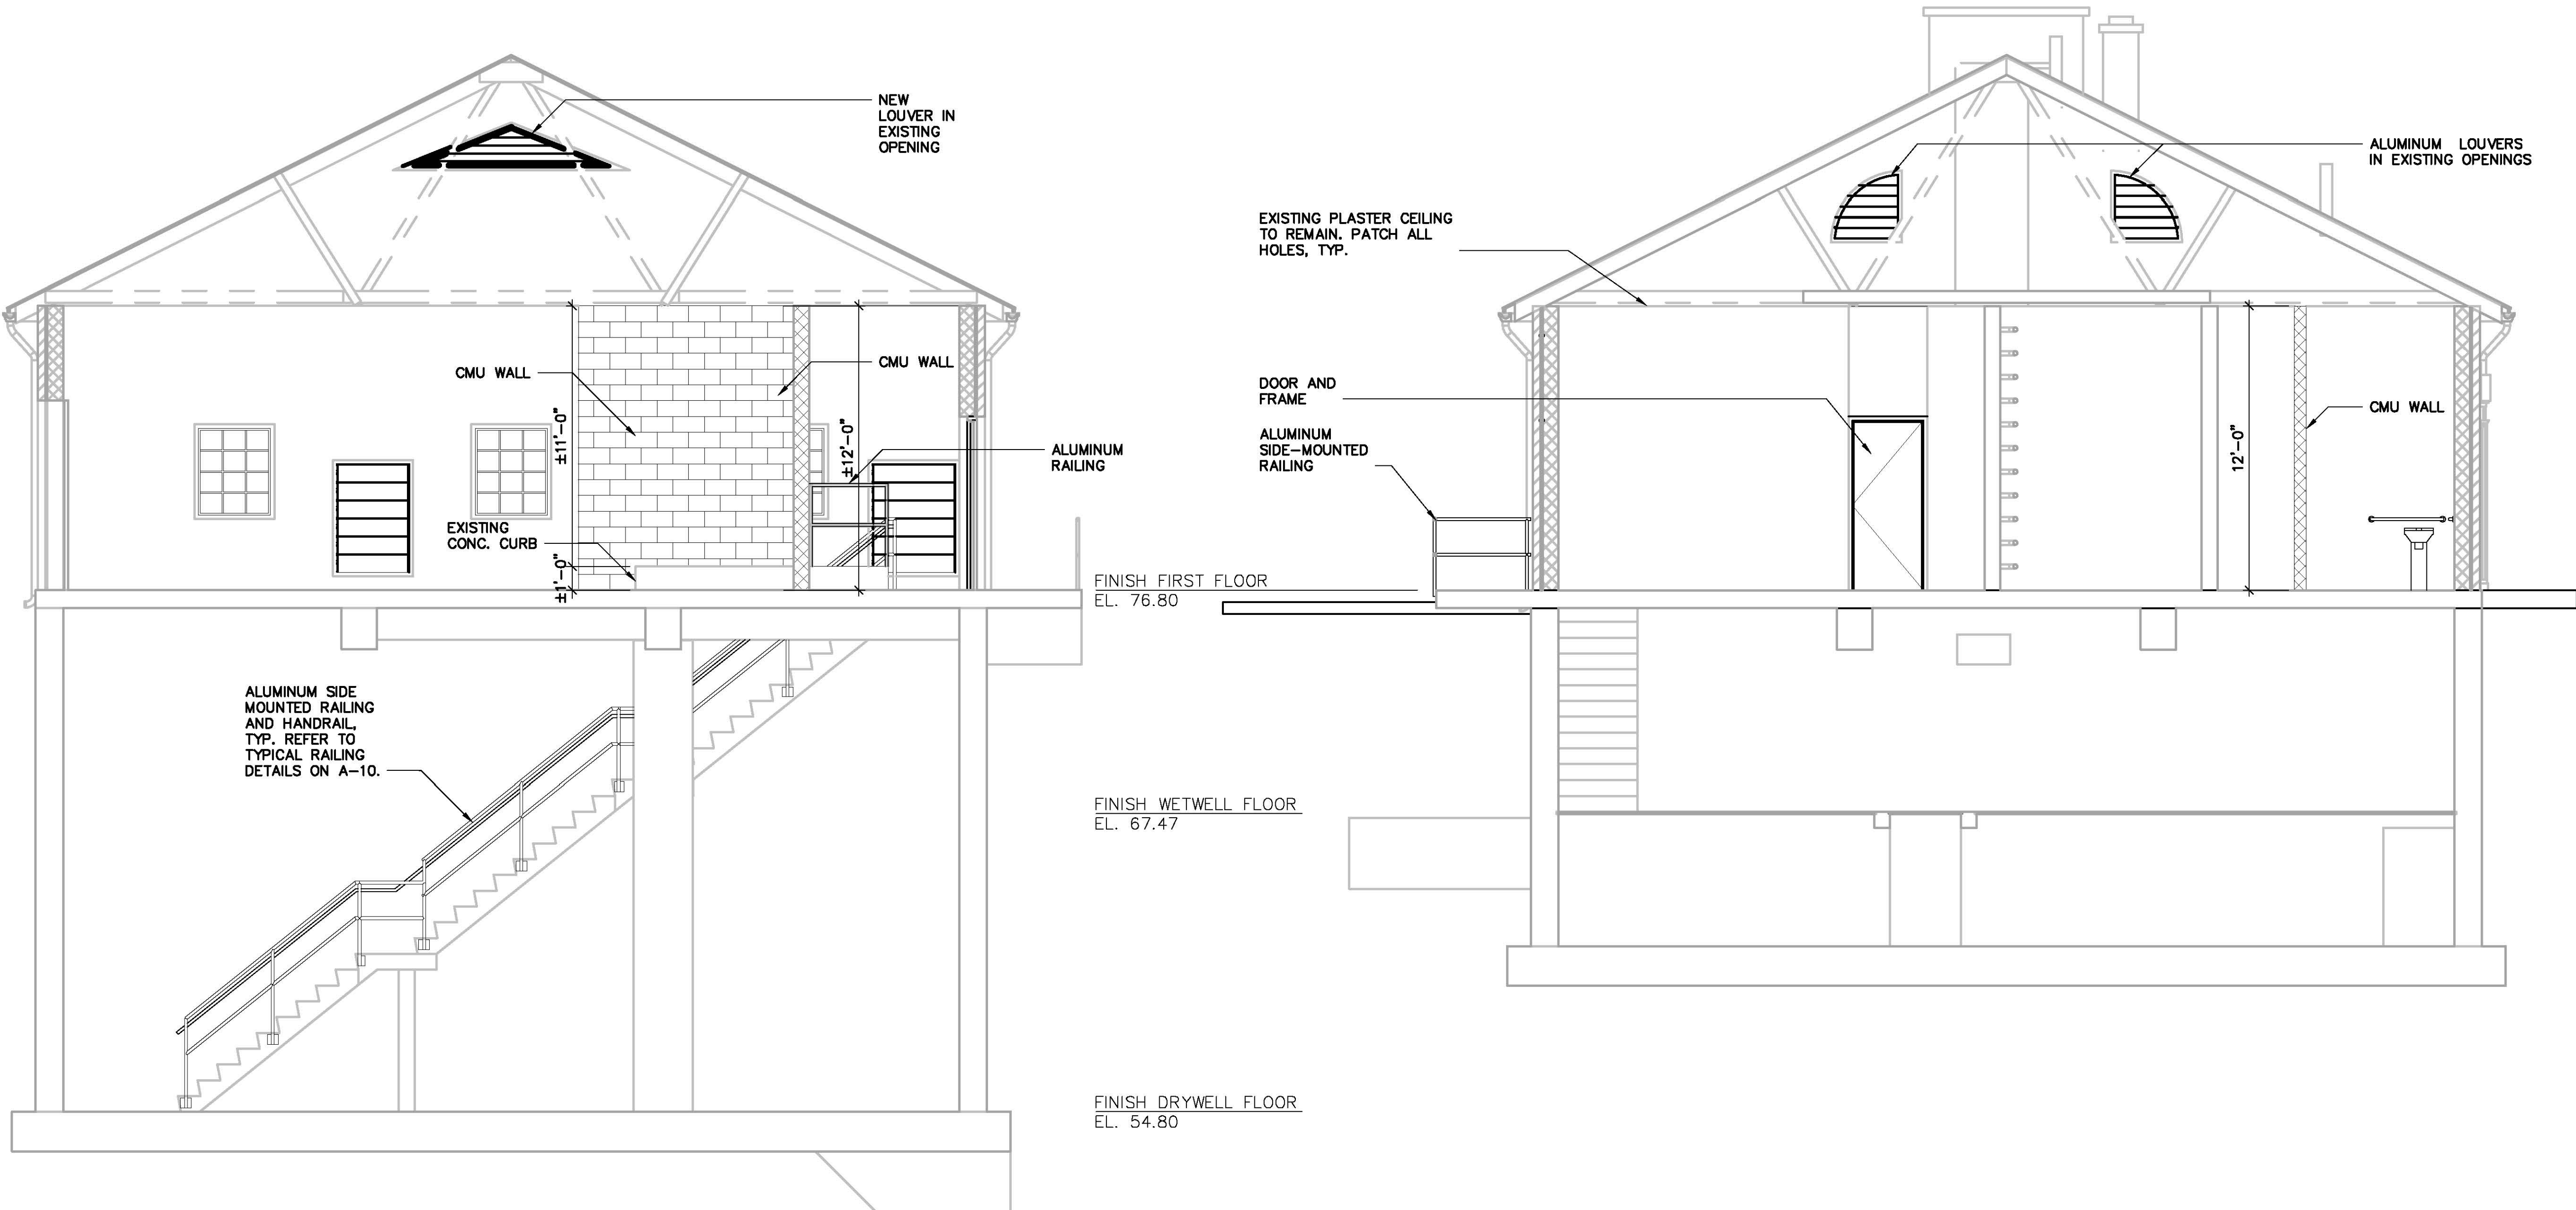 NEW
LOUVER IN
EXISTING
OPENING
CMU WALL
CMU WALL
±11'-0"
±12'-0"
ALUMINUM
RAILING
EXISTING
CONC. CURB
±1'-0"
ALUMINUM SIDE
MOUNTED RAILING
AND HANDRAIL,
TYP. REFER TO
TYPICAL RAILING
DETAILS ON A-10.
FINISH FIRST FLOOR
EL. 76.80
FINISH WETWELL FLOOR
EL. 67.47
FINISH DRYWELL FLOOR
EL. 54.80
ALUMINUM LOUVERS
IN EXISTING OPENINGS
EXISTING PLASTER CEILING
TO REMAIN. PATCH ALL
HOLES, TYP.
DOOR AND
FRAME
ALUMINUM
SIDE-MOUNTED
RAILING
12'-0"
CMU WALL